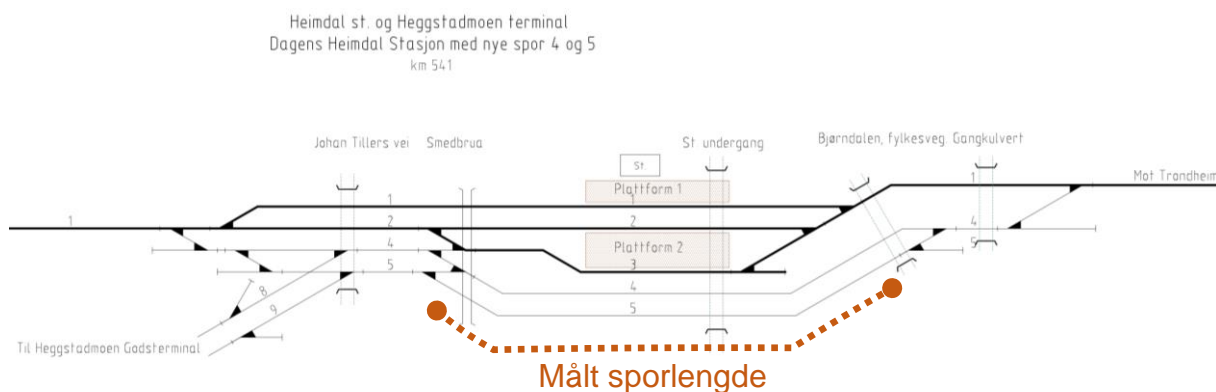 Heimdal st. og Heggstadmoen terminal
Dagens Heimdal Stasjon med nye spor 4 og 5
km 541
Johan Tillers vei
Smedbrua
St. undergang
Bjørndalen, fylkesveg. Gangkulvert
St.
Plattform 1
1
Mot Trondheim
1
1
1
2
2
4
4
Plattform 2
5
5
3
8
4
9
5
Til Heggstadmoen Godsterminal
Målt sporlengde